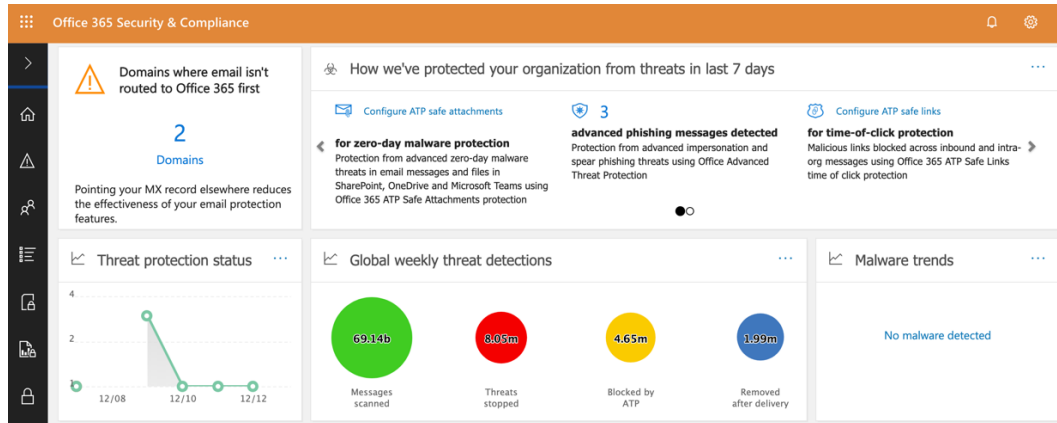 Office 365 Security & Compliance
Domains where email isn't
routed to Office 365 first
2
Domains
Pointing your MX record elsewhere reduces
the effectiveness of your email protection
features.
How we've protected your organization from threats in last 7 days
Configure ATP safe attachments
for zero-day malware protection
Protection from advanced zero-day malware
threats in email messages and files in
SharePoint, OneDrive and Microsoft Teams using
Office 365 ATP Safe Attachments protection
3
advanced phishing messages detected
Protection from advanced impersonation and
spear phishing threats using Office Advanced
Threat Protection
Configure ATP safe links
for time-of-click protection
Malicious links blocked across inbound and intra-
org messages using Office 365 ATP Safe Links
time of click protection
Threat protection status
4
2
12/08
12/10
12/12
Global weekly threat detections
69.14b
Messages
scanned
8.05m
Threats
stopped
4.65m
Blocked by
ATP
1.99m
Removed
after delivery
Malware trends
No malware detected